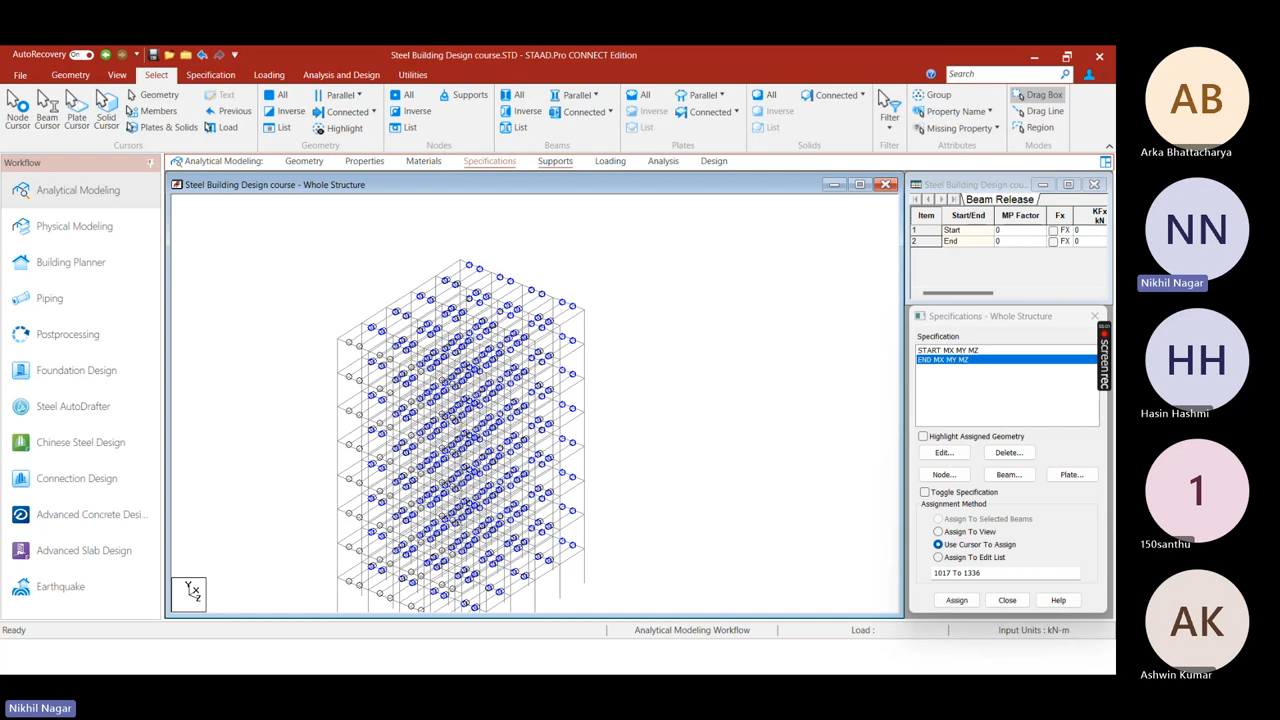 AutoRecovery On
Steel Building Design course.STD - STAAD.Pro CONNECT Edition
File Geometry View Select Specification Loading Analysis and Design Utilities
Search
Node Cursor
Beam Cursor
Plate Cursor
Solid Cursor
Geometry
Members
Plates & Solids
Text
Previous
Load
Cursors
All
Inverse
List
Parallel
Connected
Highlight
Geometry
All
Inverse
List
Supports
Nodes
All
Inverse
List
Parallel
Connected
Beams
All
Inverse
List
Parallel
Connected
Plates
All
Inverse
List
Connected
Solids
Filter
Filter
Group
Property Name
Missing Property
Attributes
Drag Box
Drag Line
Region
Modes
Workflow
Analytical Modeling: Geometry Properties Materials Specifications Supports Loading Analysis Design
Analytical Modeling
Physical Modeling
Building Planner
Piping
Postprocessing
Foundation Design
Steel AutoDrafter
Chinese Steel Design
Connection Design
Advanced Concrete Desi...
Advanced Slab Design
Earthquake
Steel Building Design course - Whole Structure
Y X
Z
Steel Building Design cou...
Beam Release
Item Start/End MP Factor Fx KFx kN
1 Start 0 FX 0
2 End 0 FX 0
Specifications - Whole Structure
Specification
START MX MY MZ
END MX MY MZ
Highlight Assigned Geometry
Edit... Delete...
Node... Beam... Plate...
Toggle Specification
Assignment Method
Assign To Selected Beams
Assign To View
Use Cursor To Assign
Assign To Edit List
1017 To 1336
Assign Close Help
screen rec
Ready
Analytical Modeling Workflow
Load :
Input Units : kN-m
Nikhil Nagar
AB
Arka Bhattacharya
NN
Nikhil Nagar
HH
Hasin Hashmi
1
150santhu
AK
Ashwin Kumar